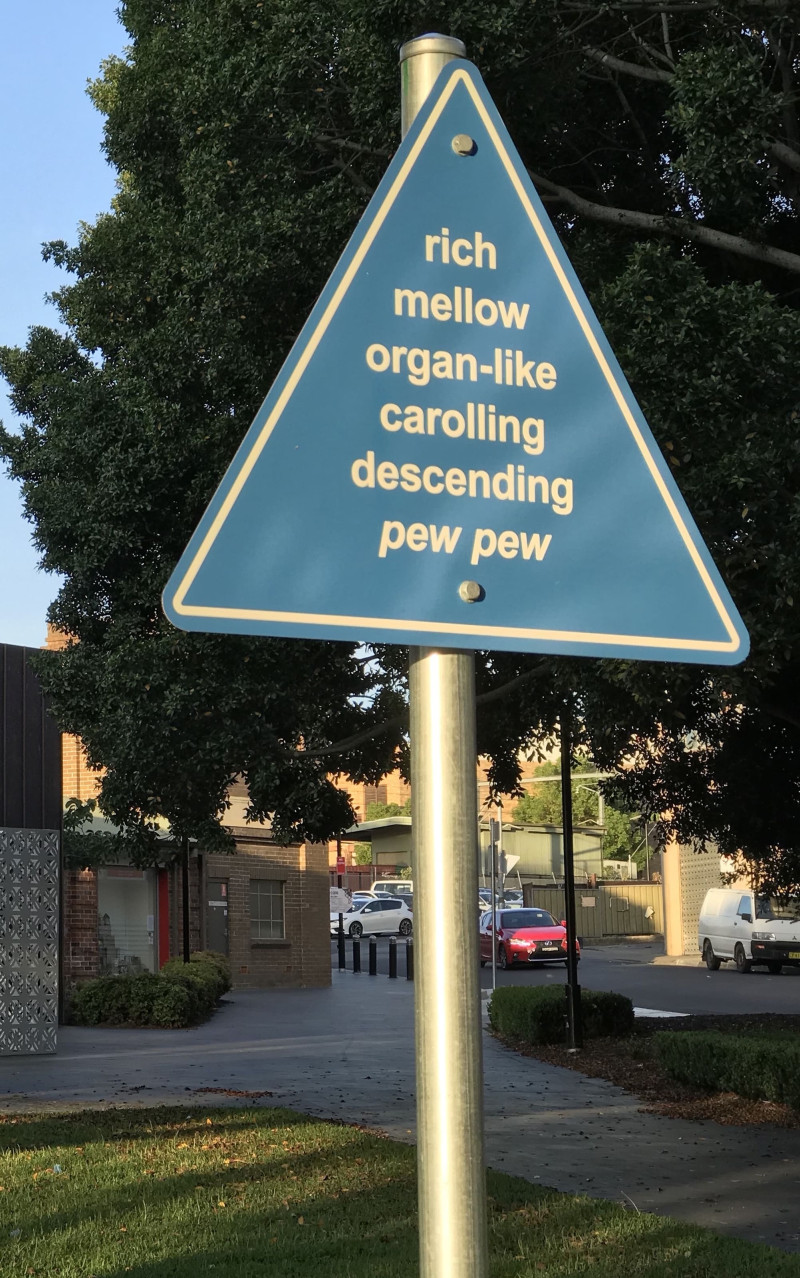 rich
mellow
organ-like
carolling
descending
pew pew